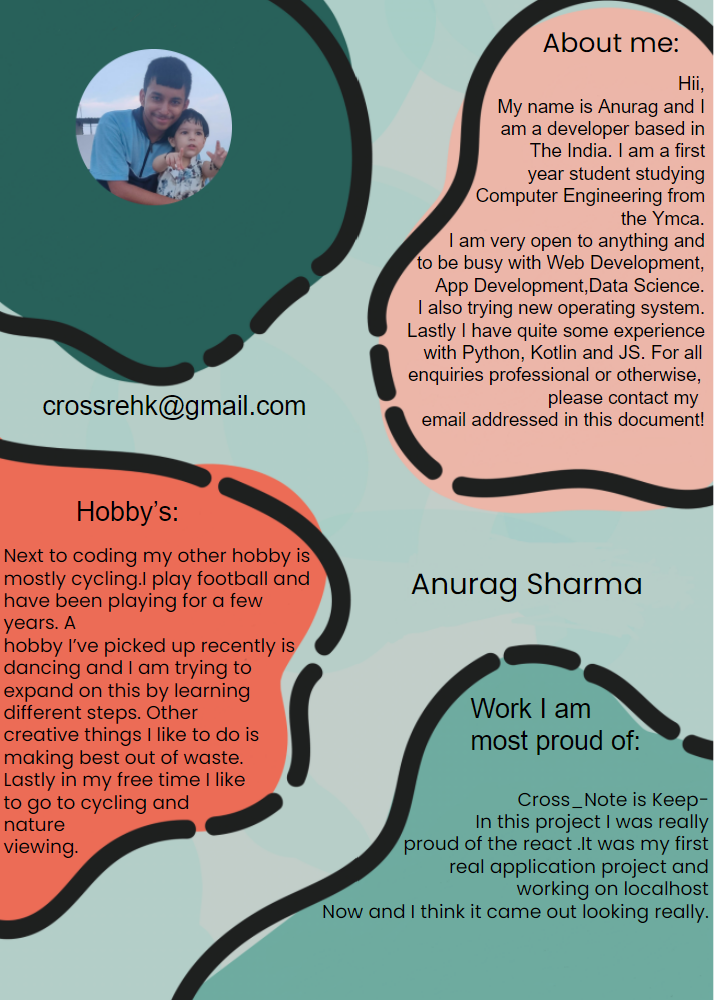 About me:
Hii,
My name is Anurag and I
am a developer based in
The India. I am a first
year student studying
Computer Engineering from
the Ymca.
I am very open to anything and
to be busy with Web Development,
App Development,Data Science.
I also trying new operating system.
Lastly I have quite some experience
with Python, Kotlin and JS. For all
enquiries professional or otherwise,
please contact my
email addressed in this document!
crossrehk@gmail.com
Hobby's:
Next to coding my other hobby is
mostly cycling.I play football and
have been playing for a few
years. A
hobby I've picked up recently is
dancing and I am trying to
expand on this by learning
different steps. Other
creative things I like to do is
making best out of waste.
Lastly in my free time I like
to go to cycling and
nature
viewing.
Anurag Sharma
Work I am
most proud of:
Cross_Note is Keep-
In this project I was really
proud of the react .It was my first
real application project and
working on localhost
Now and I think it came out looking really.